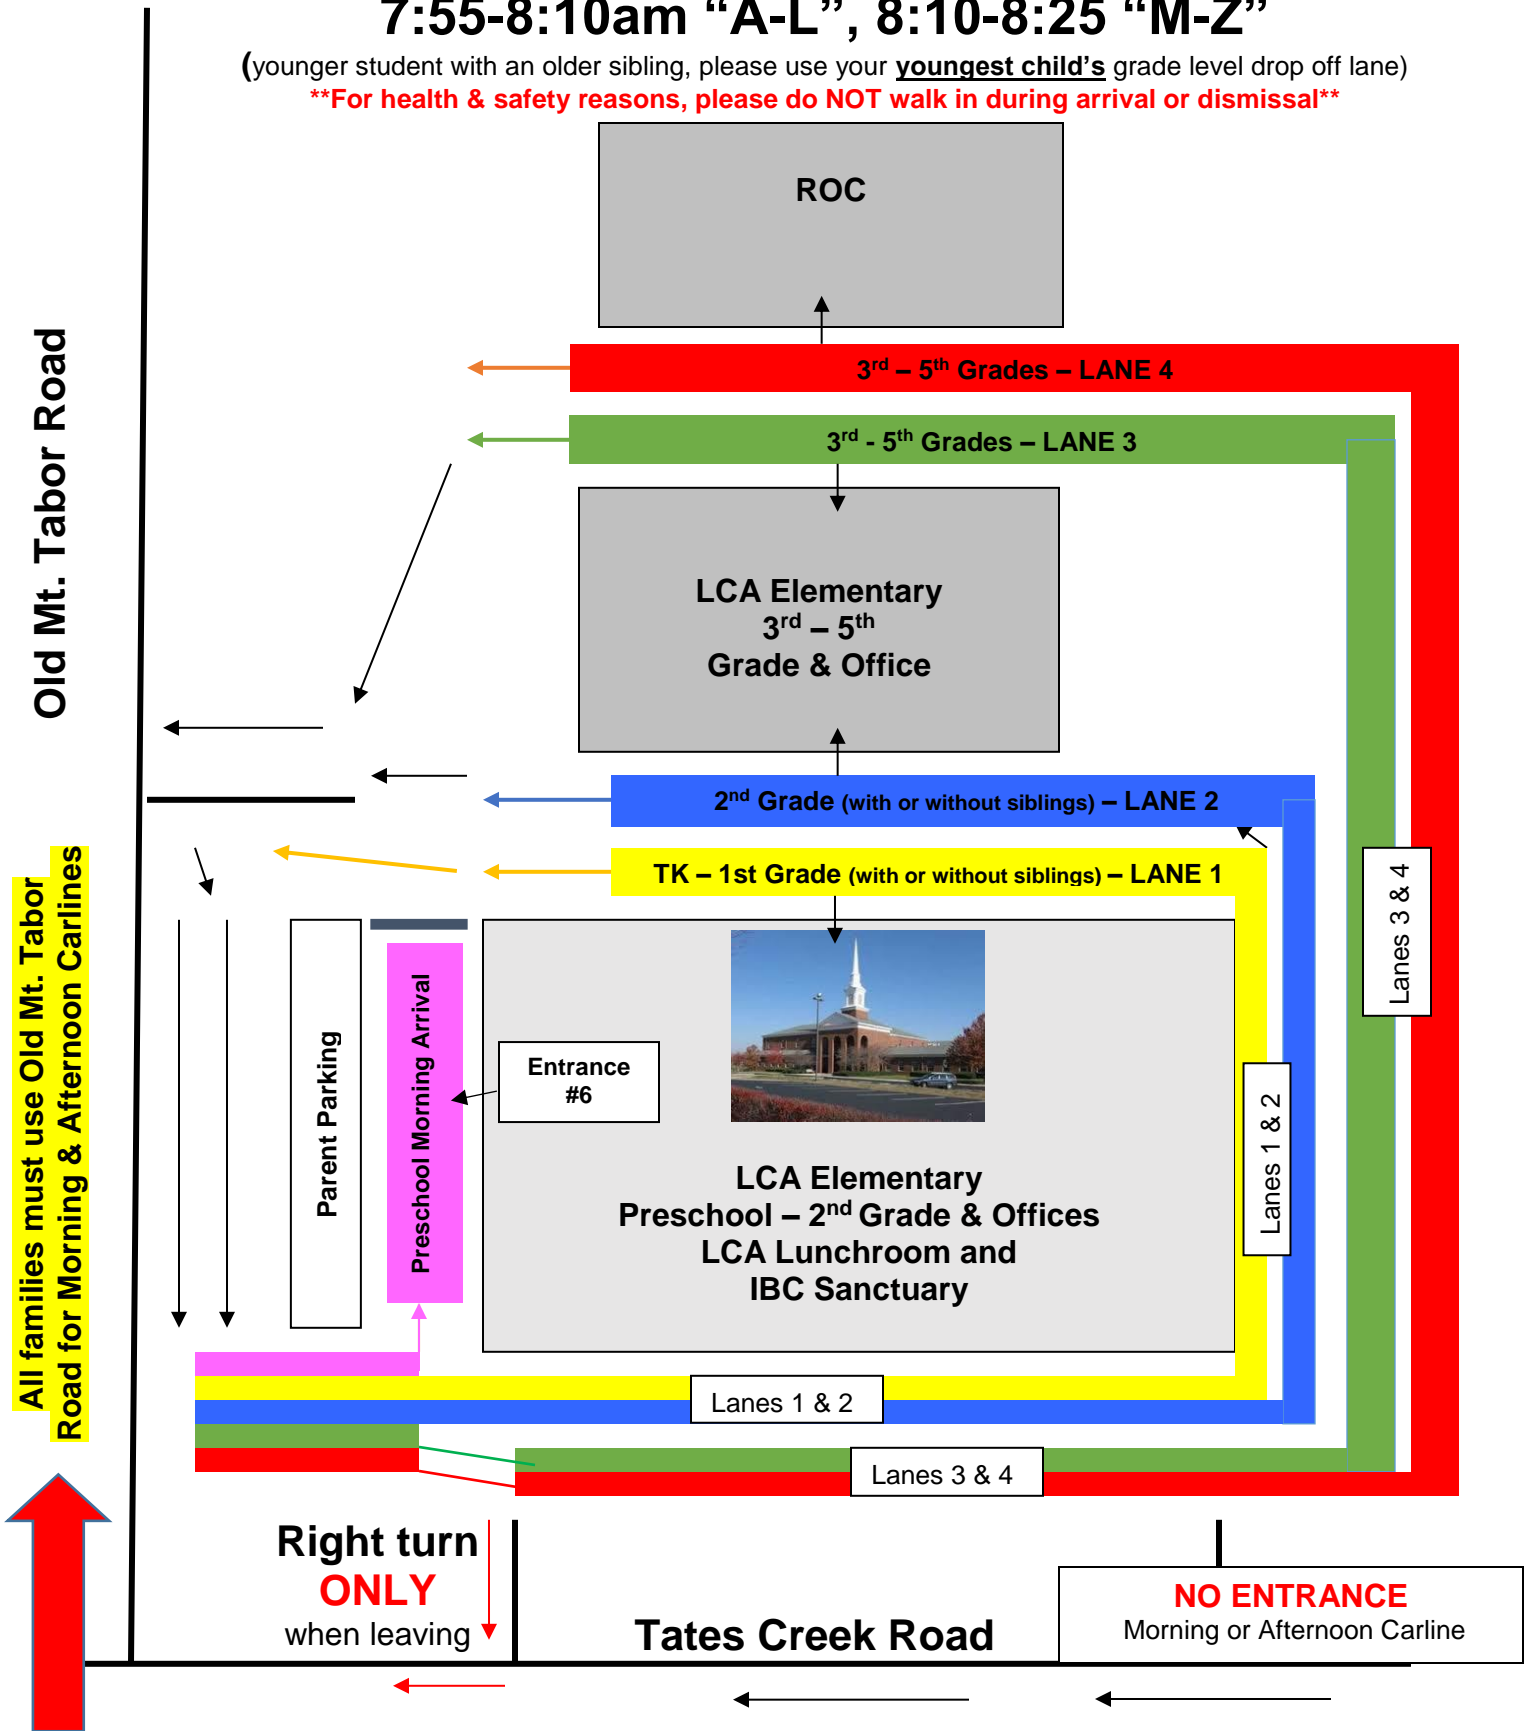 7:55-8:10am “A-L”, 8:10-8:25 “M-Z”
(younger student with an older sibling, please use your youngest child’s grade level drop off lane)
**For health & safety reasons, please do NOT walk in during arrival or dismissal**
ROC
3rd – 5th Grades – LANE 4
3rd - 5th Grades – LANE 3
Old Mt. Tabor Road
LCA Elementary
3rd – 5th
Grade & Office
2nd Grade (with or without siblings) – LANE 2
TK – 1st Grade (with or without siblings) – LANE 1
Lanes 3 & 4
All families must use Old Mt. Tabor
Road for Morning & Afternoon Carlines
Parent Parking
Preschool Morning Arrival
Entrance
#6
Lanes 1 & 2
LCA Elementary
Preschool – 2nd Grade & Offices
LCA Lunchroom and
IBC Sanctuary
Lanes 1 & 2
Lanes 3 & 4
Right turn
ONLY
when leaving
Tates Creek Road
NO ENTRANCE
Morning or Afternoon Carline